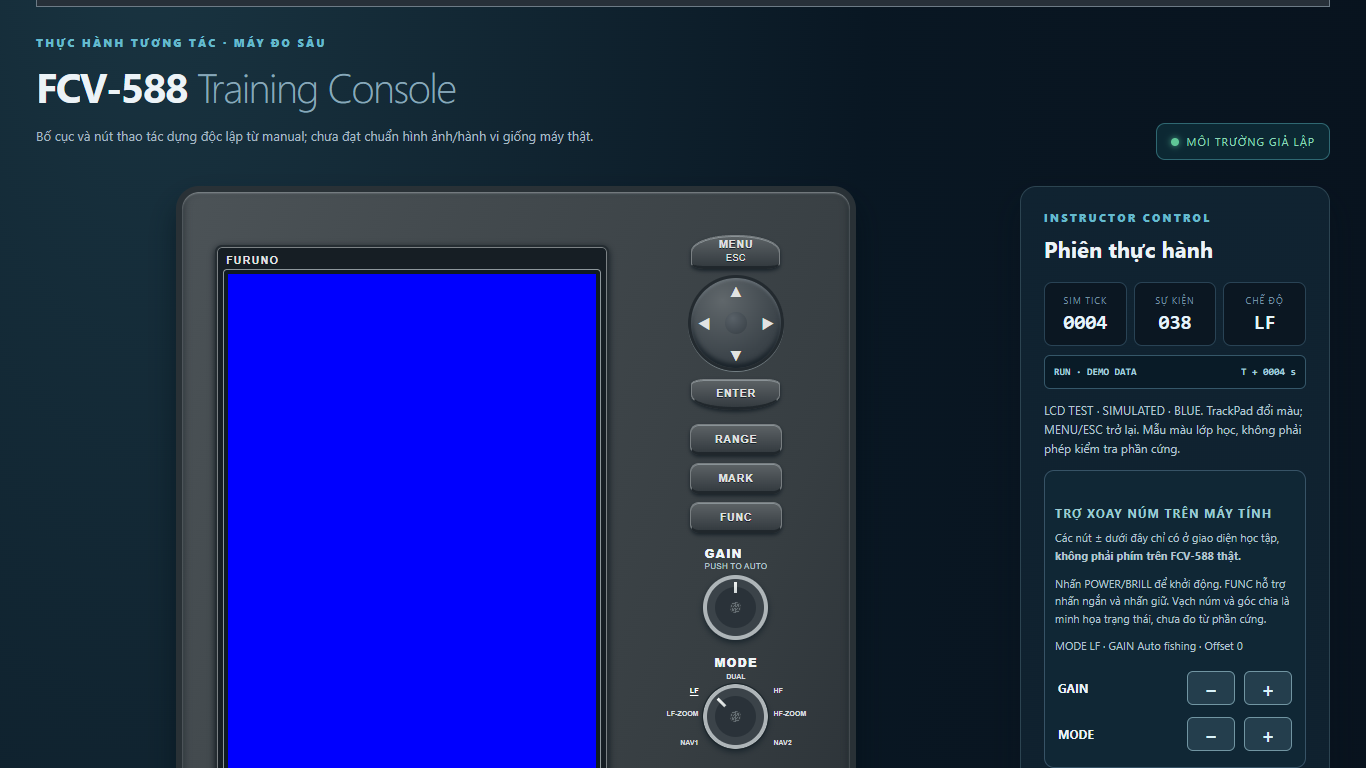 THỰC HÀNH TƯƠNG TÁC · MÁY ĐO SÂU
FCV-588 Training Console
Bố cục và nút thao tác dựng độc lập từ manual; chưa đạt chuẩn hình ảnh/hành vi giống máy thật.
MÔI TRƯỜNG GIẢ LẬP
FURUNO
MENU
ESC
▲
◀ ▶
▼
ENTER
RANGE
MARK
FUNC
GAIN
PUSH TO AUTO
MODE
DUAL
LF HF
LF-ZOOM HF-ZOOM
NAV1 NAV2
INSTRUCTOR CONTROL
Phiên thực hành
SIM TICK
0004
SỰ KIỆN
038
CHẾ ĐỘ
LF
RUN · DEMO DATA T + 0004 s
LCD TEST · SIMULATED · BLUE. TrackPad đổi màu;
MENU/ESC trở lại. Mẫu màu lớp học, không phải
phép kiểm tra phần cứng.
TRỢ XOAY NÚM TRÊN MÁY TÍNH
Các nút ± dưới đây chỉ có ở giao diện học tập,
không phải phím trên FCV-588 thật.
Nhấn POWER/BRILL để khởi động. FUNC hỗ trợ
nhấn ngắn và nhấn giữ. Vạch núm và góc chia là
minh họa trạng thái, chưa đo từ phần cứng.
MODE LF · GAIN Auto fishing · Offset 0
GAIN − +
MODE − +